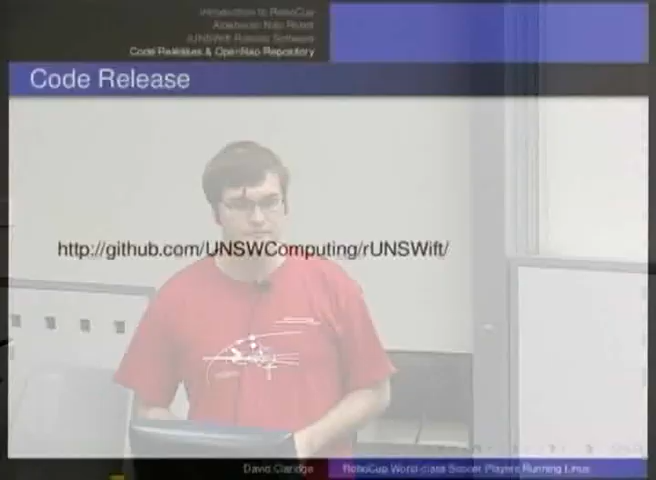 Introduction to RoboCup
Aldebaran Nao Robot
rUNSWift Robotic Software
Code Releases & OpenNao Repository
Code Release
http://github.com/UNSWComputing/rUNSWift/
David Claridge
RoboCup World-class Soccer Players Running Linux